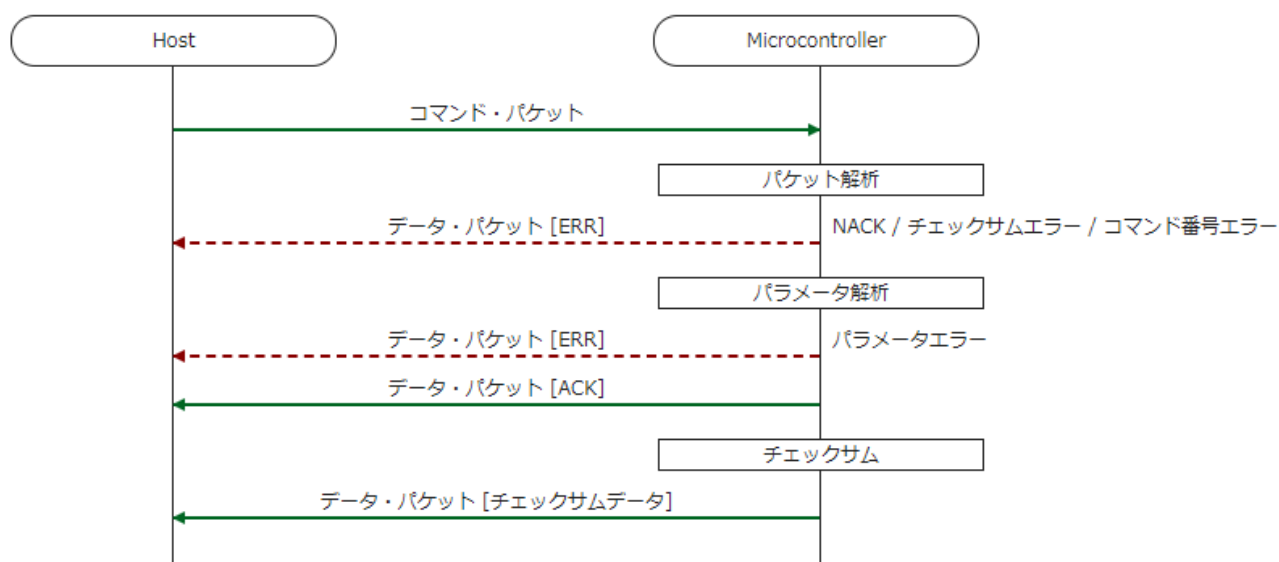 Host
Microcontroller
コマンド・パケット
パケット解析
データ・パケット [ERR]
NACK / チェックサムエラー / コマンド番号エラー
パラメータ解析
データ・パケット [ERR]
パラメータエラー
データ・パケット [ACK]
チェックサム
データ・パケット [チェックサムデータ]